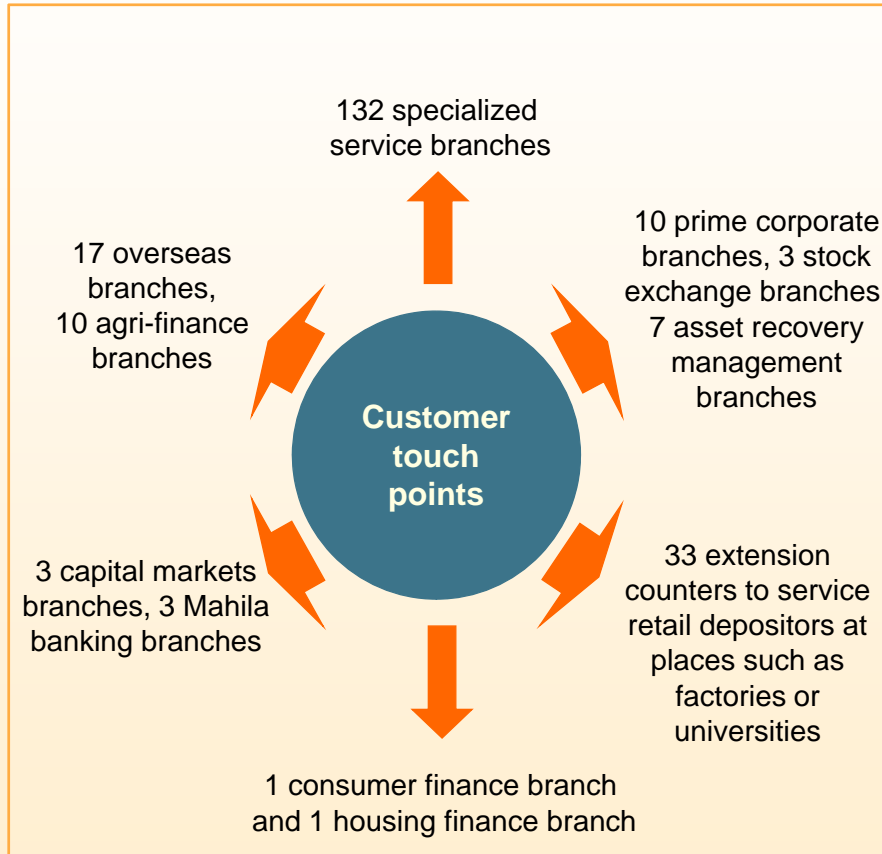 132 specialized
service branches
10 prime corporate
branches, 3 stock
exchange branches
7 asset recovery
management
branches
17 overseas
branches,
10 agri-finance
branches
Customer
touch
points
3 capital markets
branches, 3 Mahila
banking branches
33 extension
counters to service
retail depositors at
places such as
factories or
universities
1 consumer finance branch
and 1 housing finance branch